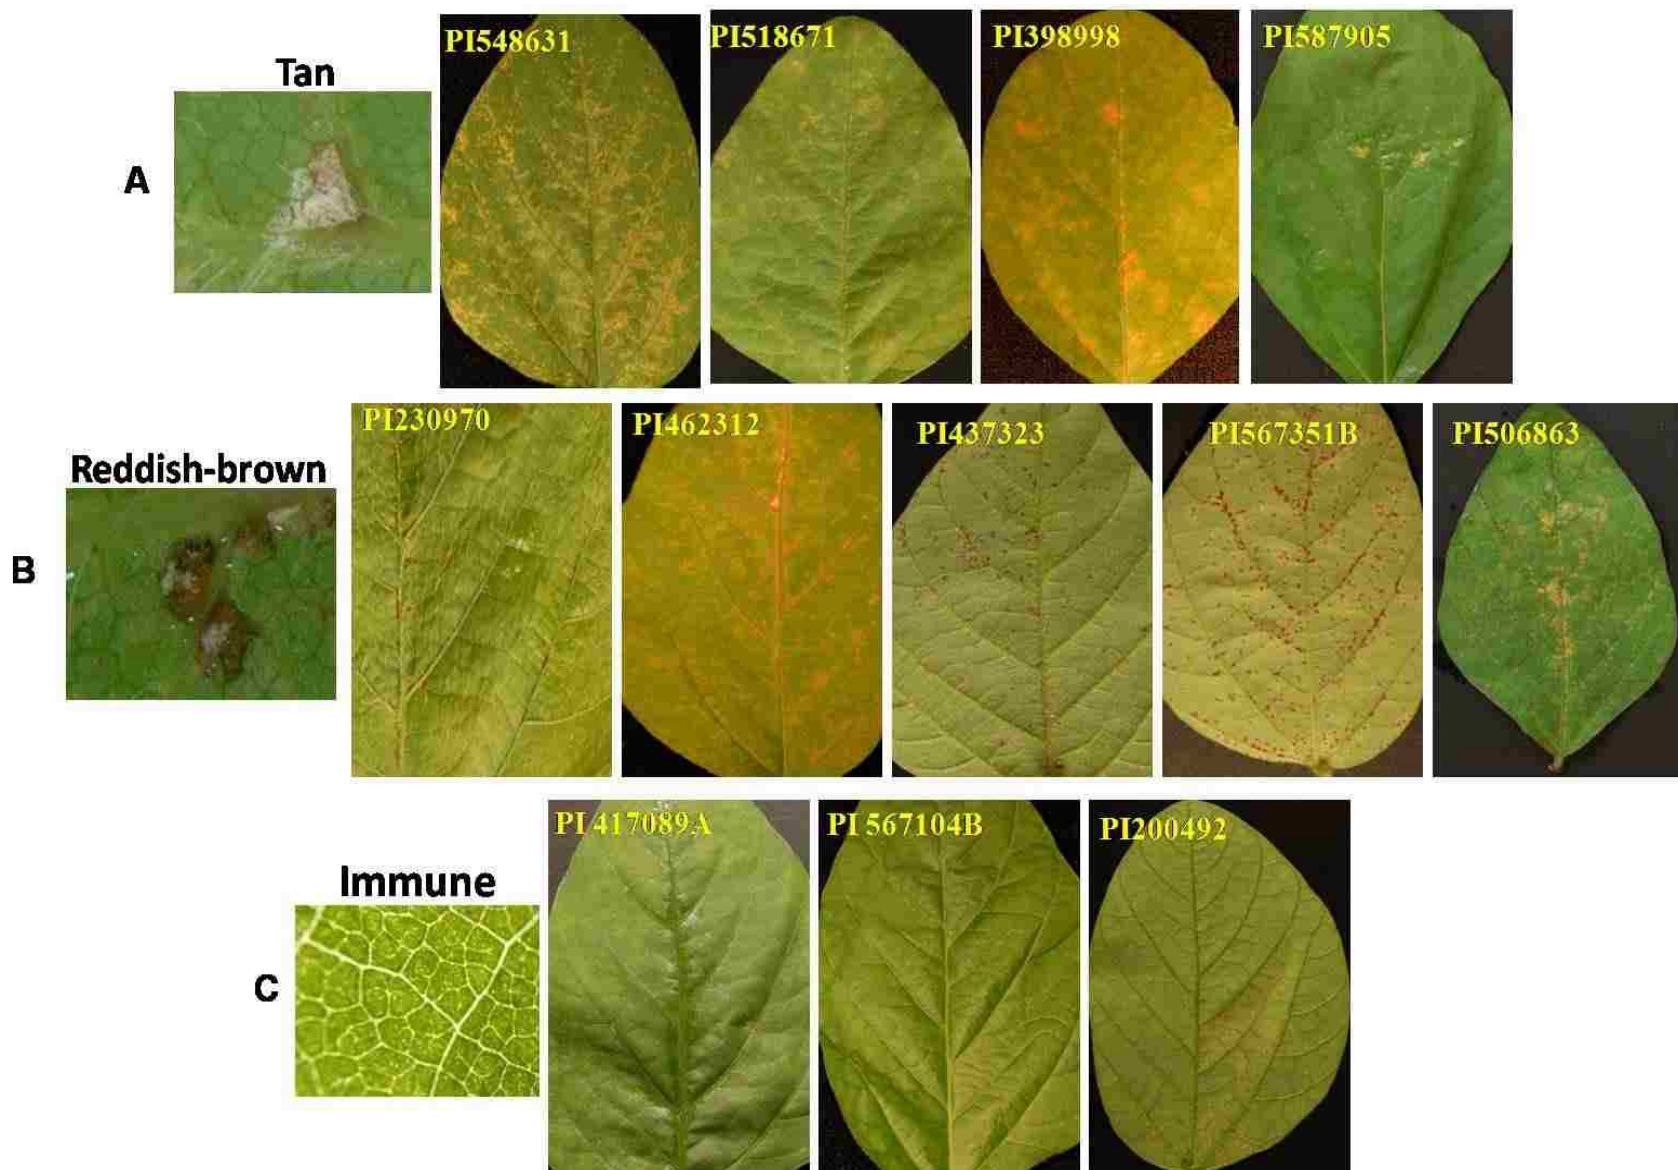 Tan
A
PI548631
PI518671
PI398998
PI587905
Reddish-brown
B
PI230970
PI462312
PI437323
PI567351B
PI506863
Immune
C
PI 417089A
PI 567104B
PI200492